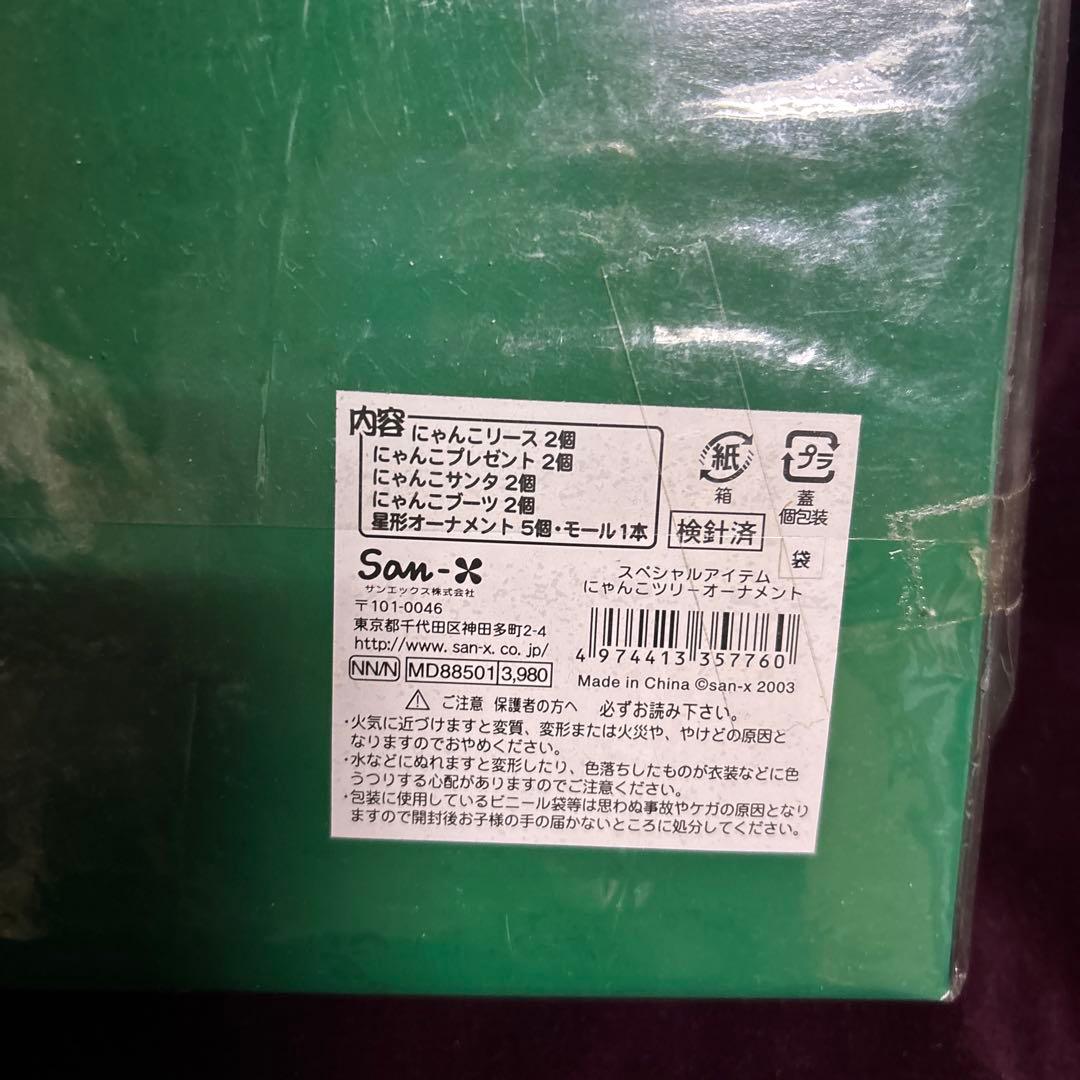 内容
にゃんこリース 2個
にゃんこプレゼント 2個
にゃんこサンタ 2個
にゃんこブーツ 2個
星形オーナメント 5個・モール1本
紙
箱
プラ
蓋
個包装
検針済
袋
San-X
サンエックス株式会社
〒101-0046
東京都千代田区神田多町2-4
http://www.san-x.co.jp/
NN/N MD88501 3,980
スペシャルアイテム
にゃんこツリーオーナメント
4 974413 357760
Made in China ©san-x 2003
⚠ ご注意 保護者の方へ 必ずお読み下さい。
・火気に近づけますと変質、変形または火災や、やけどの原因と
なりますのでおやめください。
・水などにぬれますと変形したり、色落ちしたものが衣装などに色
うつりする心配がありますのでご注意ください。
・包装に使用しているビニール袋等は思わぬ事故やケガの原因となり
ますので開封後お子様の手の届かないところに処分してください。